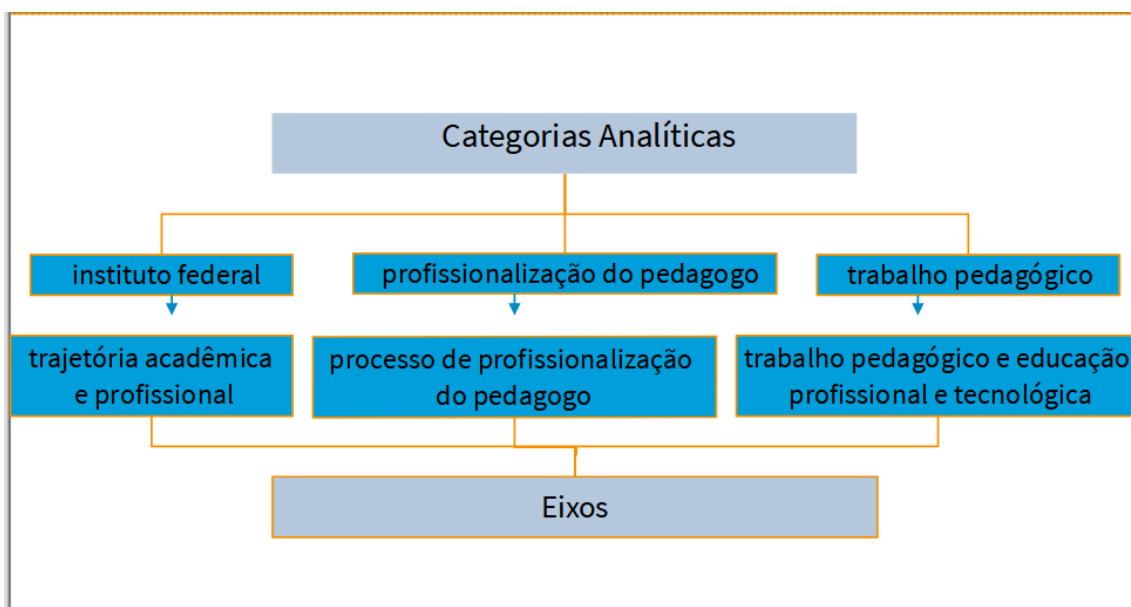 Categorias Analíticas
instituto federal
profissionalização do pedagogo
trabalho pedagógico
trajetória acadêmica
e profissional
processo de profissionalização
do pedagogo
trabalho pedagógico e educação
profissional e tecnológica
Eixos